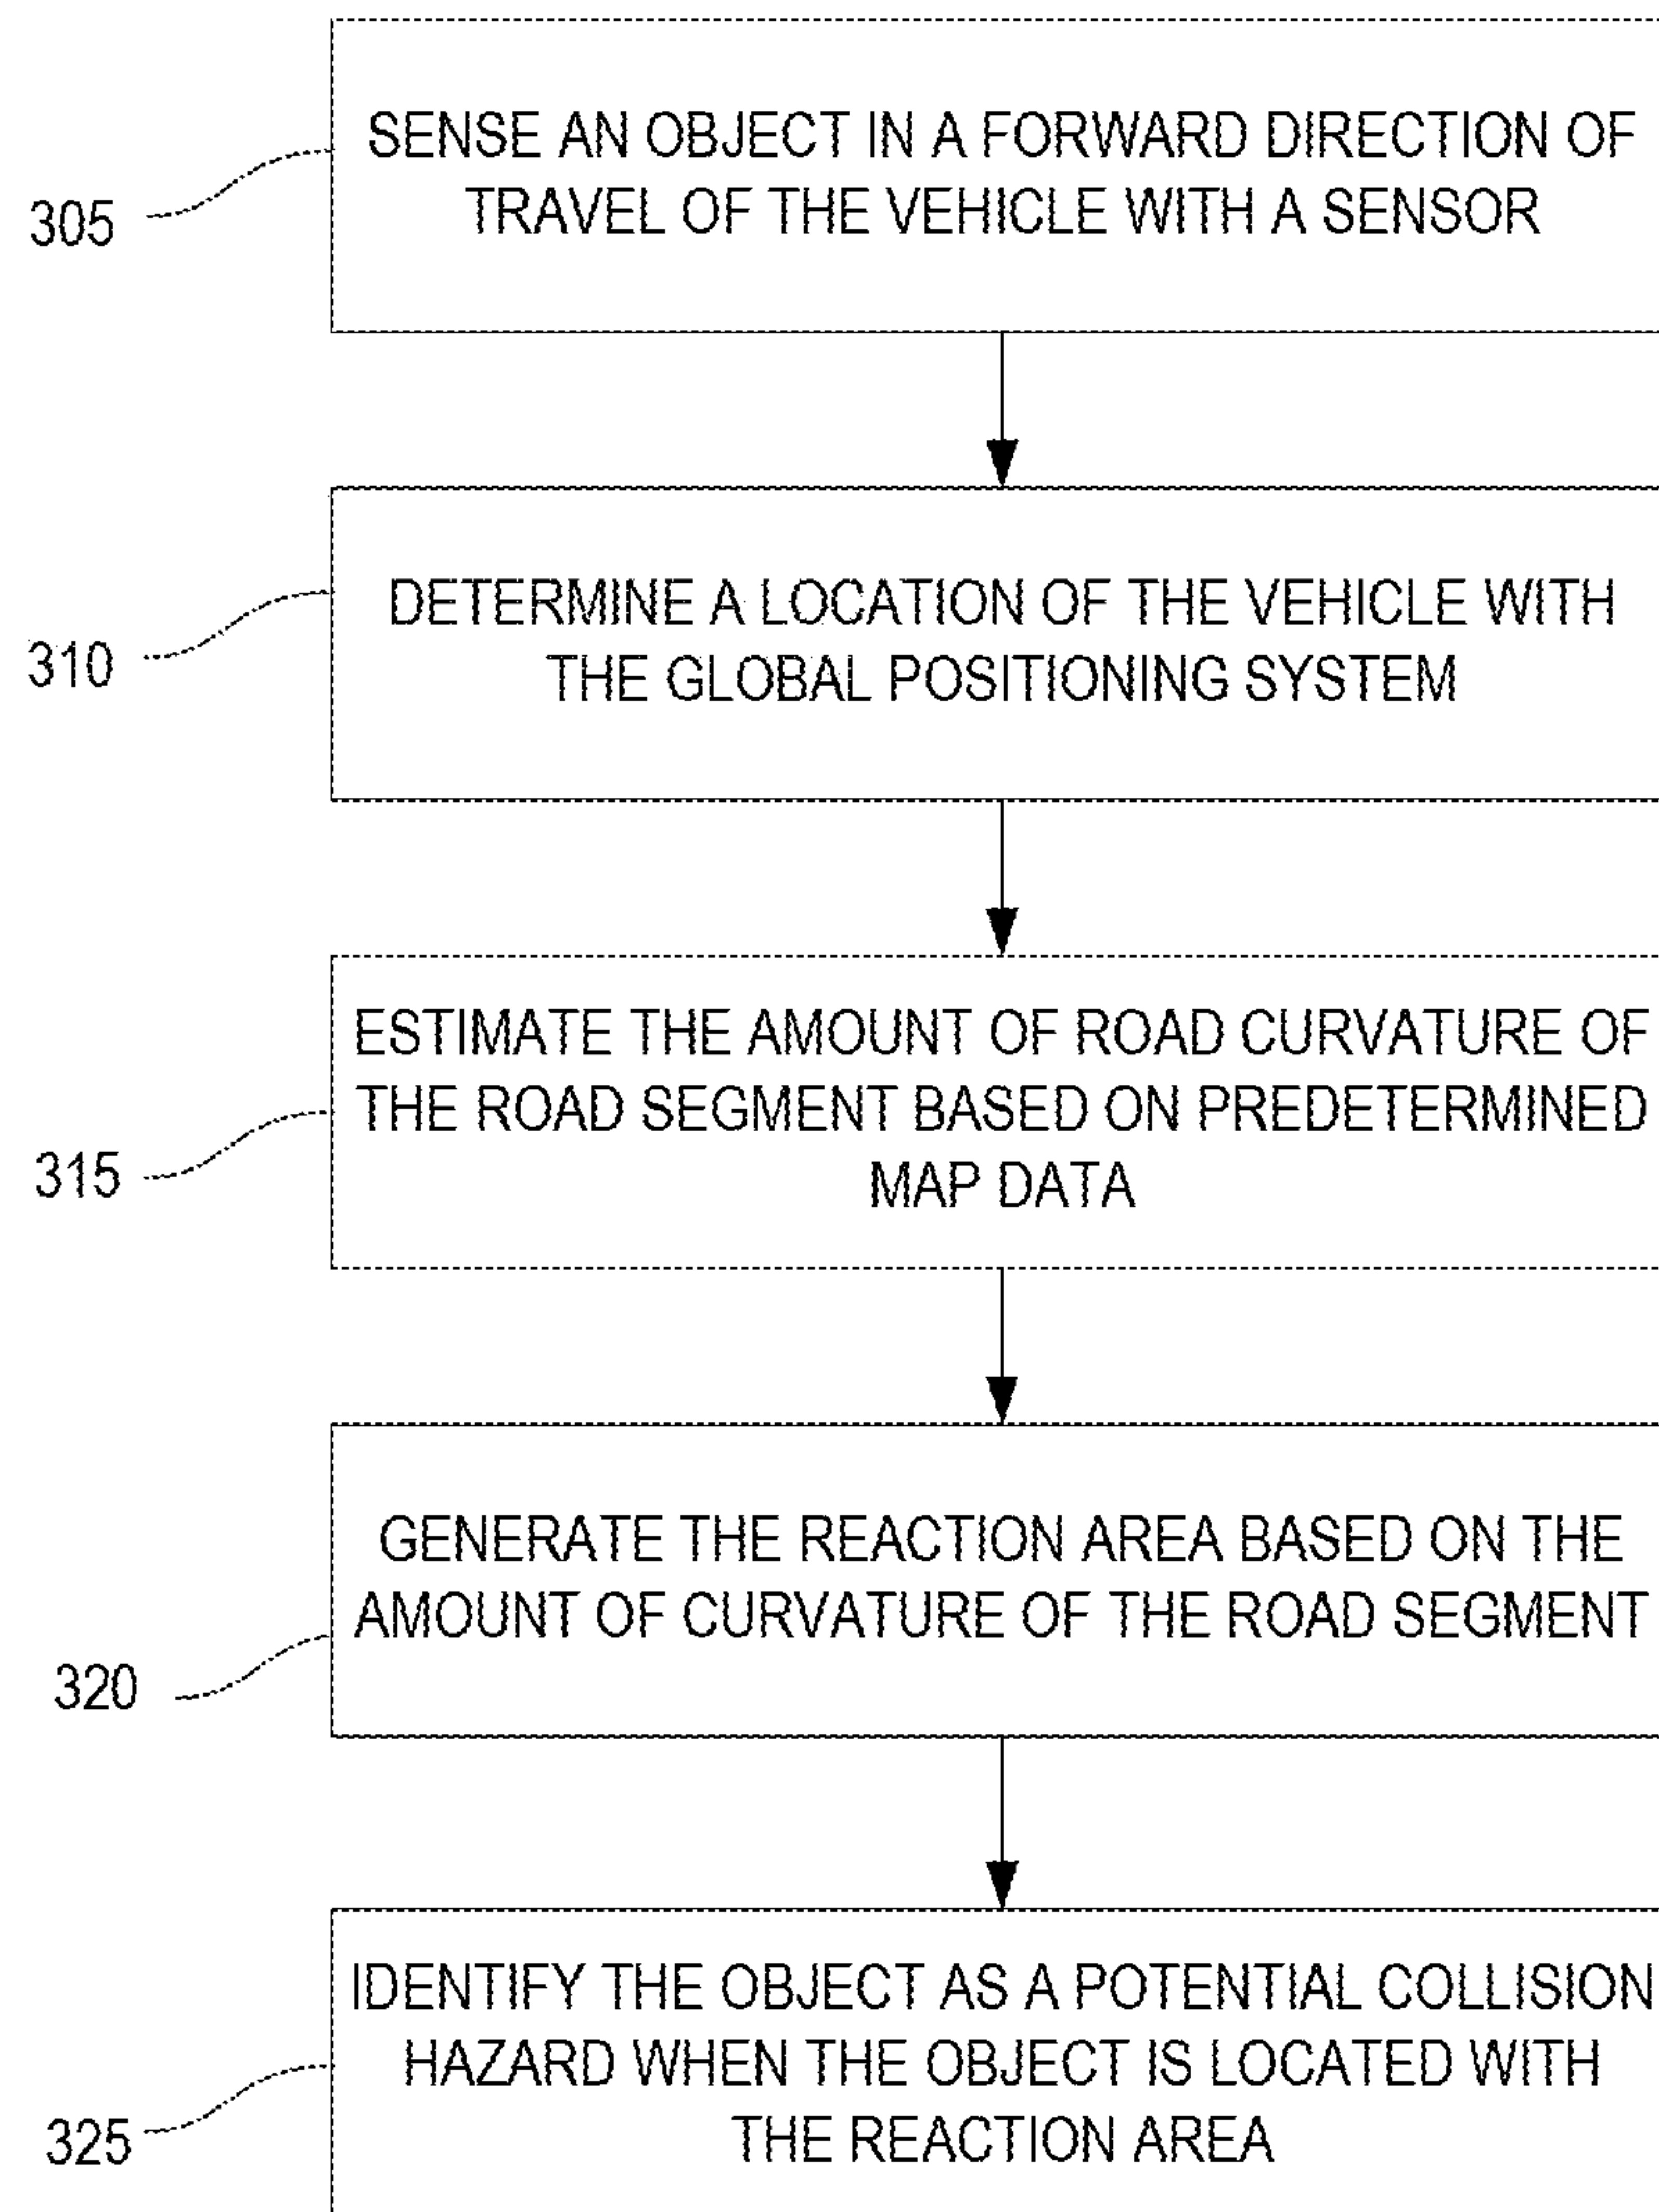 SENSE AN OBJECT IN A FORWARD DIRECTION OF
TRAVEL OF THE VEHICLE WITH A SENSOR
305
DETERMINE A LOCATION OF THE VEHICLE WITH
THE GLOBAL POSITIONING SYSTEM
310
ESTIMATE THE AMOUNT OF ROAD CURVATURE OF
THE ROAD SEGMENT BASED ON PREDETERMINED
MAP DATA
315
GENERATE THE REACTION AREA BASED ON THE
AMOUNT OF CURVATURE OF THE ROAD SEGMENT
320
IDENTIFY THE OBJECT AS A POTENTIAL COLLISION
HAZARD WHEN THE OBJECT IS LOCATED WITH
THE REACTION AREA
325